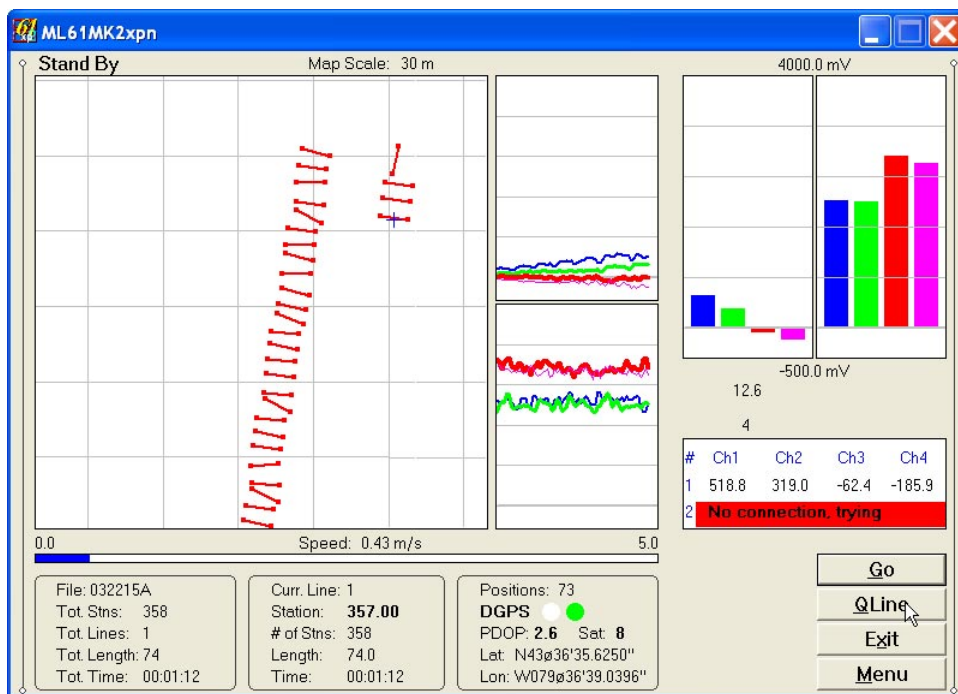 61 xp ML61MK2xpn
Stand By Map Scale: 30 m 4000.0 mV
-500.0 mV
12.6
4
# Ch1 Ch2 Ch3 Ch4
1 518.8 319.0 -62.4 -185.9
2 No connection, trying
0.0 Speed: 0.43 m/s 5.0
File: 032215A
Tot. Stns: 358
Tot. Lines: 1
Tot. Length: 74
Tot. Time: 00:01:12
Curr. Line: 1
Station: 357.00
# of Stns: 358
Length: 74.0
Time: 00:01:12
Positions: 73
DGPS
PDOP: 2.6 Sat: 8
Lat: N43ø36'35.6250"
Lon: W079ø36'39.0396"
Go
QLine
Exit
Menu